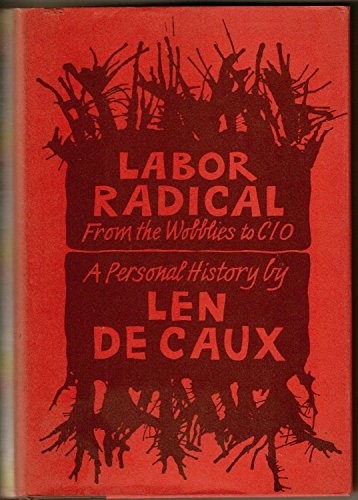 LABOR
RADICAL
From the Wobblies to CIO
A Personal History by
LEN
DE CAUX